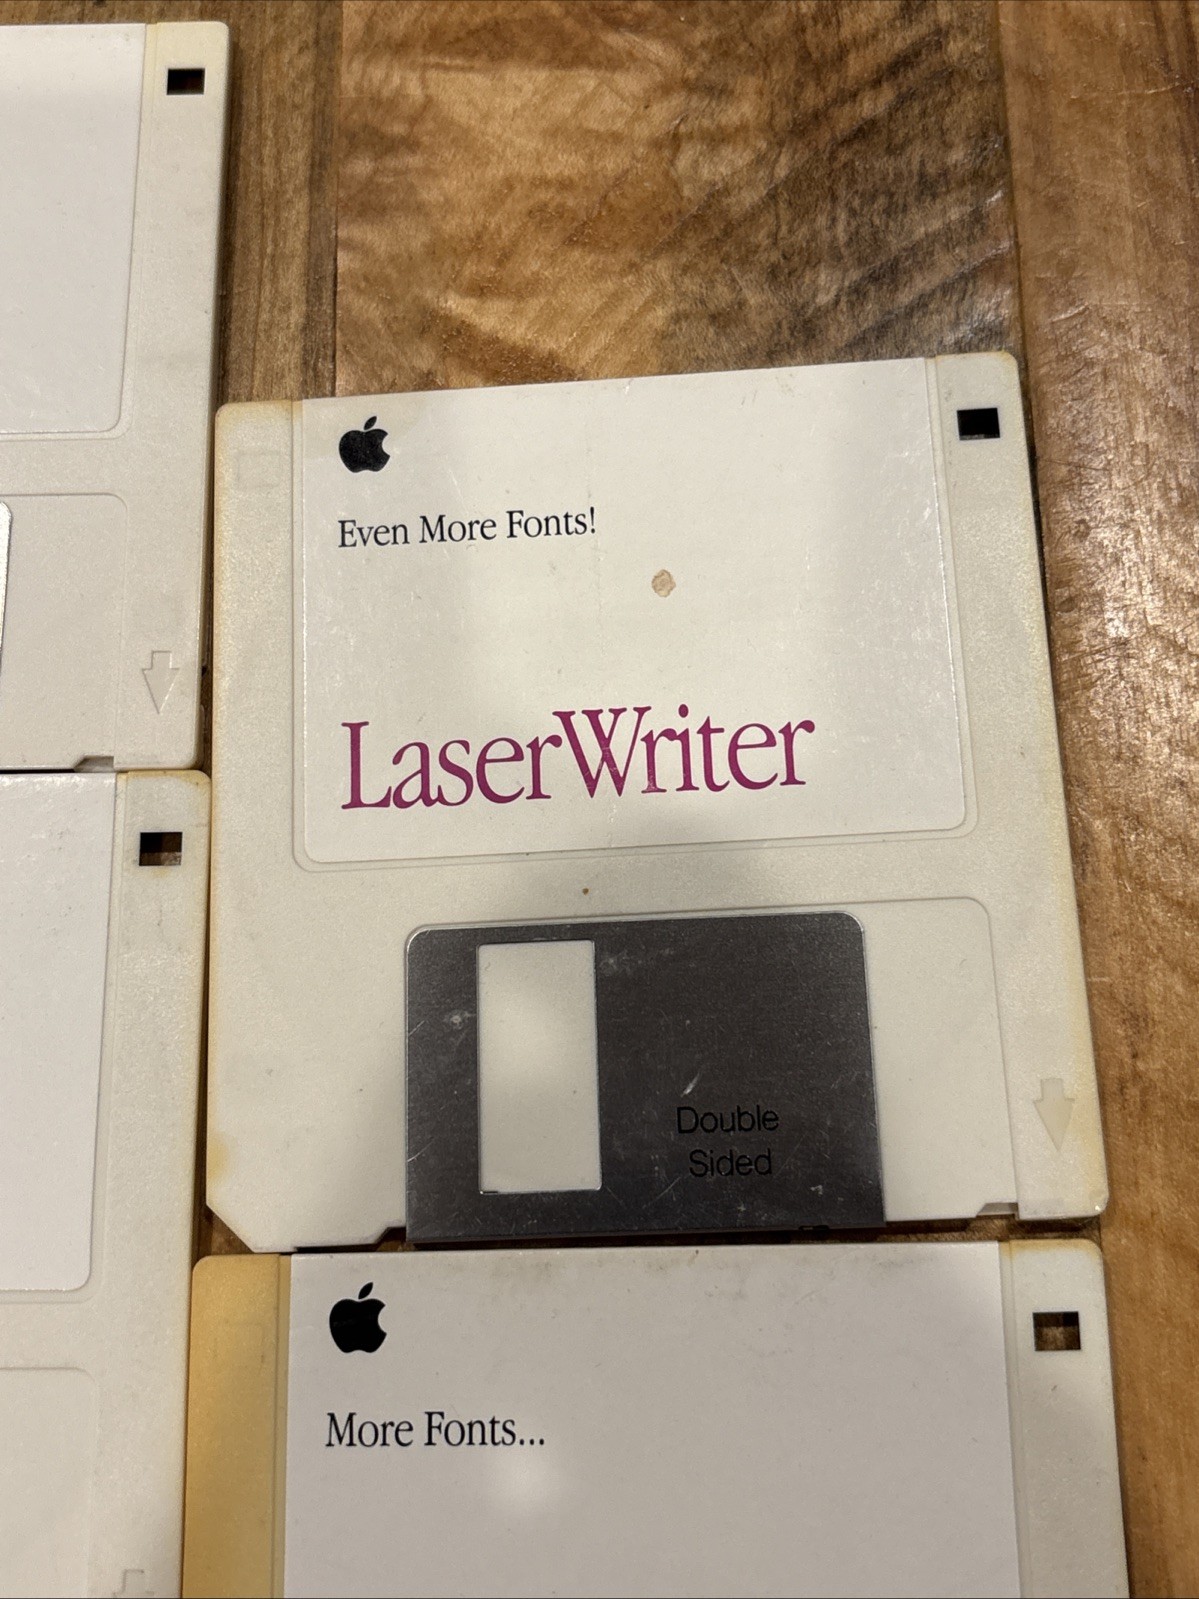 Even More Fonts!
LaserWriter
Double
Sided
More Fonts...